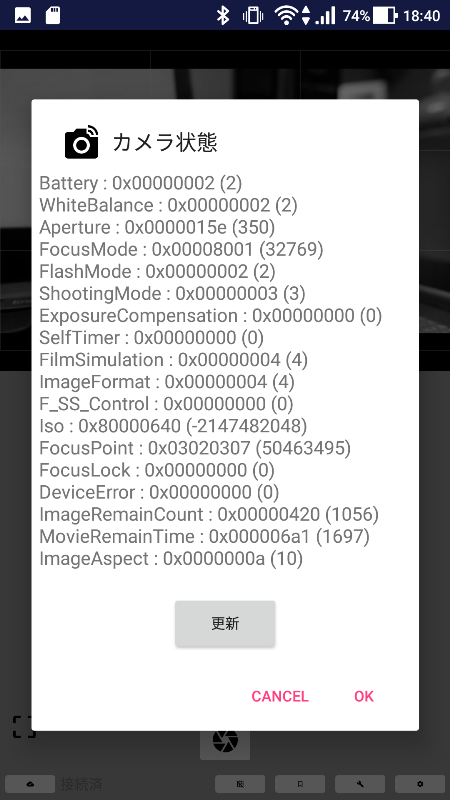 74% 18:40
カメラ状態
Battery : 0x00000002 (2)
WhiteBalance : 0x00000002 (2)
Aperture : 0x0000015e (350)
FocusMode : 0x00008001 (32769)
FlashMode : 0x00000002 (2)
ShootingMode : 0x00000003 (3)
ExposureCompensation : 0x00000000 (0)
SelfTimer : 0x00000000 (0)
FilmSimulation : 0x00000004 (4)
ImageFormat : 0x00000004 (4)
F_SS_Control : 0x00000000 (0)
Iso : 0x80000640 (-2147482048)
FocusPoint : 0x03020307 (50463495)
FocusLock : 0x00000000 (0)
DeviceError : 0x00000000 (0)
ImageRemainCount : 0x00000420 (1056)
MovieRemainTime : 0x000006a1 (1697)
ImageAspect : 0x0000000a (10)
更新
CANCEL OK
接続済